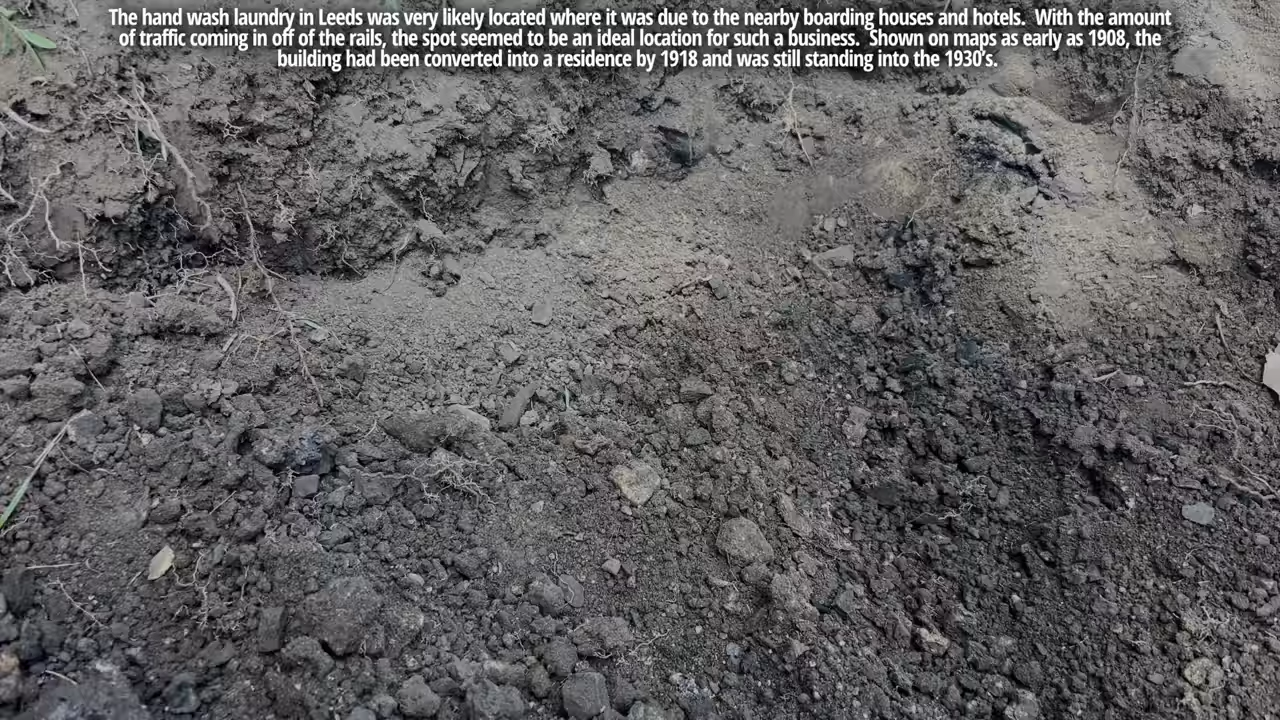 The hand wash laundry in Leeds was very likely located where it was due to the nearby boarding houses and hotels.  With the amount
of traffic coming in off of the rails, the spot seemed to be an ideal location for such a business.  Shown on maps as early as 1908, the
building had been converted into a residence by 1918 and was still standing into the 1930's.